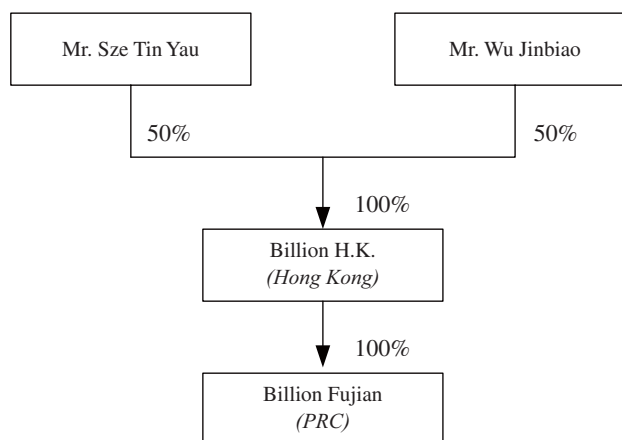 Mr. Sze Tin Yau
Mr. Wu Jinbiao
50%
50%
100%
Billion H.K.
(Hong Kong)
100%
Billion Fujian
(PRC)